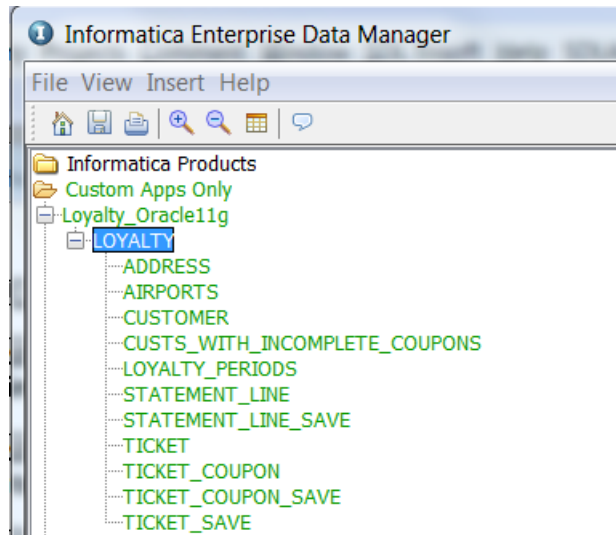 Informatica Enterprise Data Manager
File View Insert Help
Informatica Products
Custom Apps Only
Loyalty_Oracle11g
LOYALTY
ADDRESS
AIRPORTS
CUSTOMER
CUSTS_WITH_INCOMPLETE_COUPONS
LOYALTY_PERIODS
STATEMENT_LINE
STATEMENT_LINE_SAVE
TICKET
TICKET_COUPON
TICKET_COUPON_SAVE
TICKET_SAVE